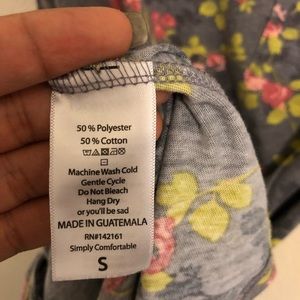 50 % Polyester
50 % Cotton
Machine Wash Cold
Gentle Cycle
Do Not Bleach
Hang Dry
or you'll be sad
MADE IN GUATEMALA
RN#142161
Simply Comfortable
S